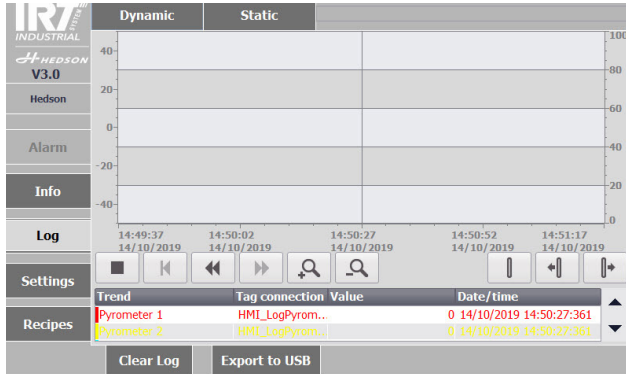 IRT
SYSTEM
INDUSTRIAL
HEDSON
V3.0
Hedson
Alarm
Info
Log
Settings
Recipes
Dynamic Static
40
20
0
-20
-40
100
80
60
40
20
0
14:49:37 14:50:02 14:50:27 14:50:52 14:51:17
14/10/2019 14/10/2019 14/10/2019 14/10/2019 14/10/2019
Trend Tag connection Value Date/time
Pyrometer 1 HMI_LogPyrom.. 0 14/10/2019 14:50:27:361
Pyrometer 2 HMI_LogPyrom.. 0 14/10/2019 14:50:27:361
Clear Log Export to USB